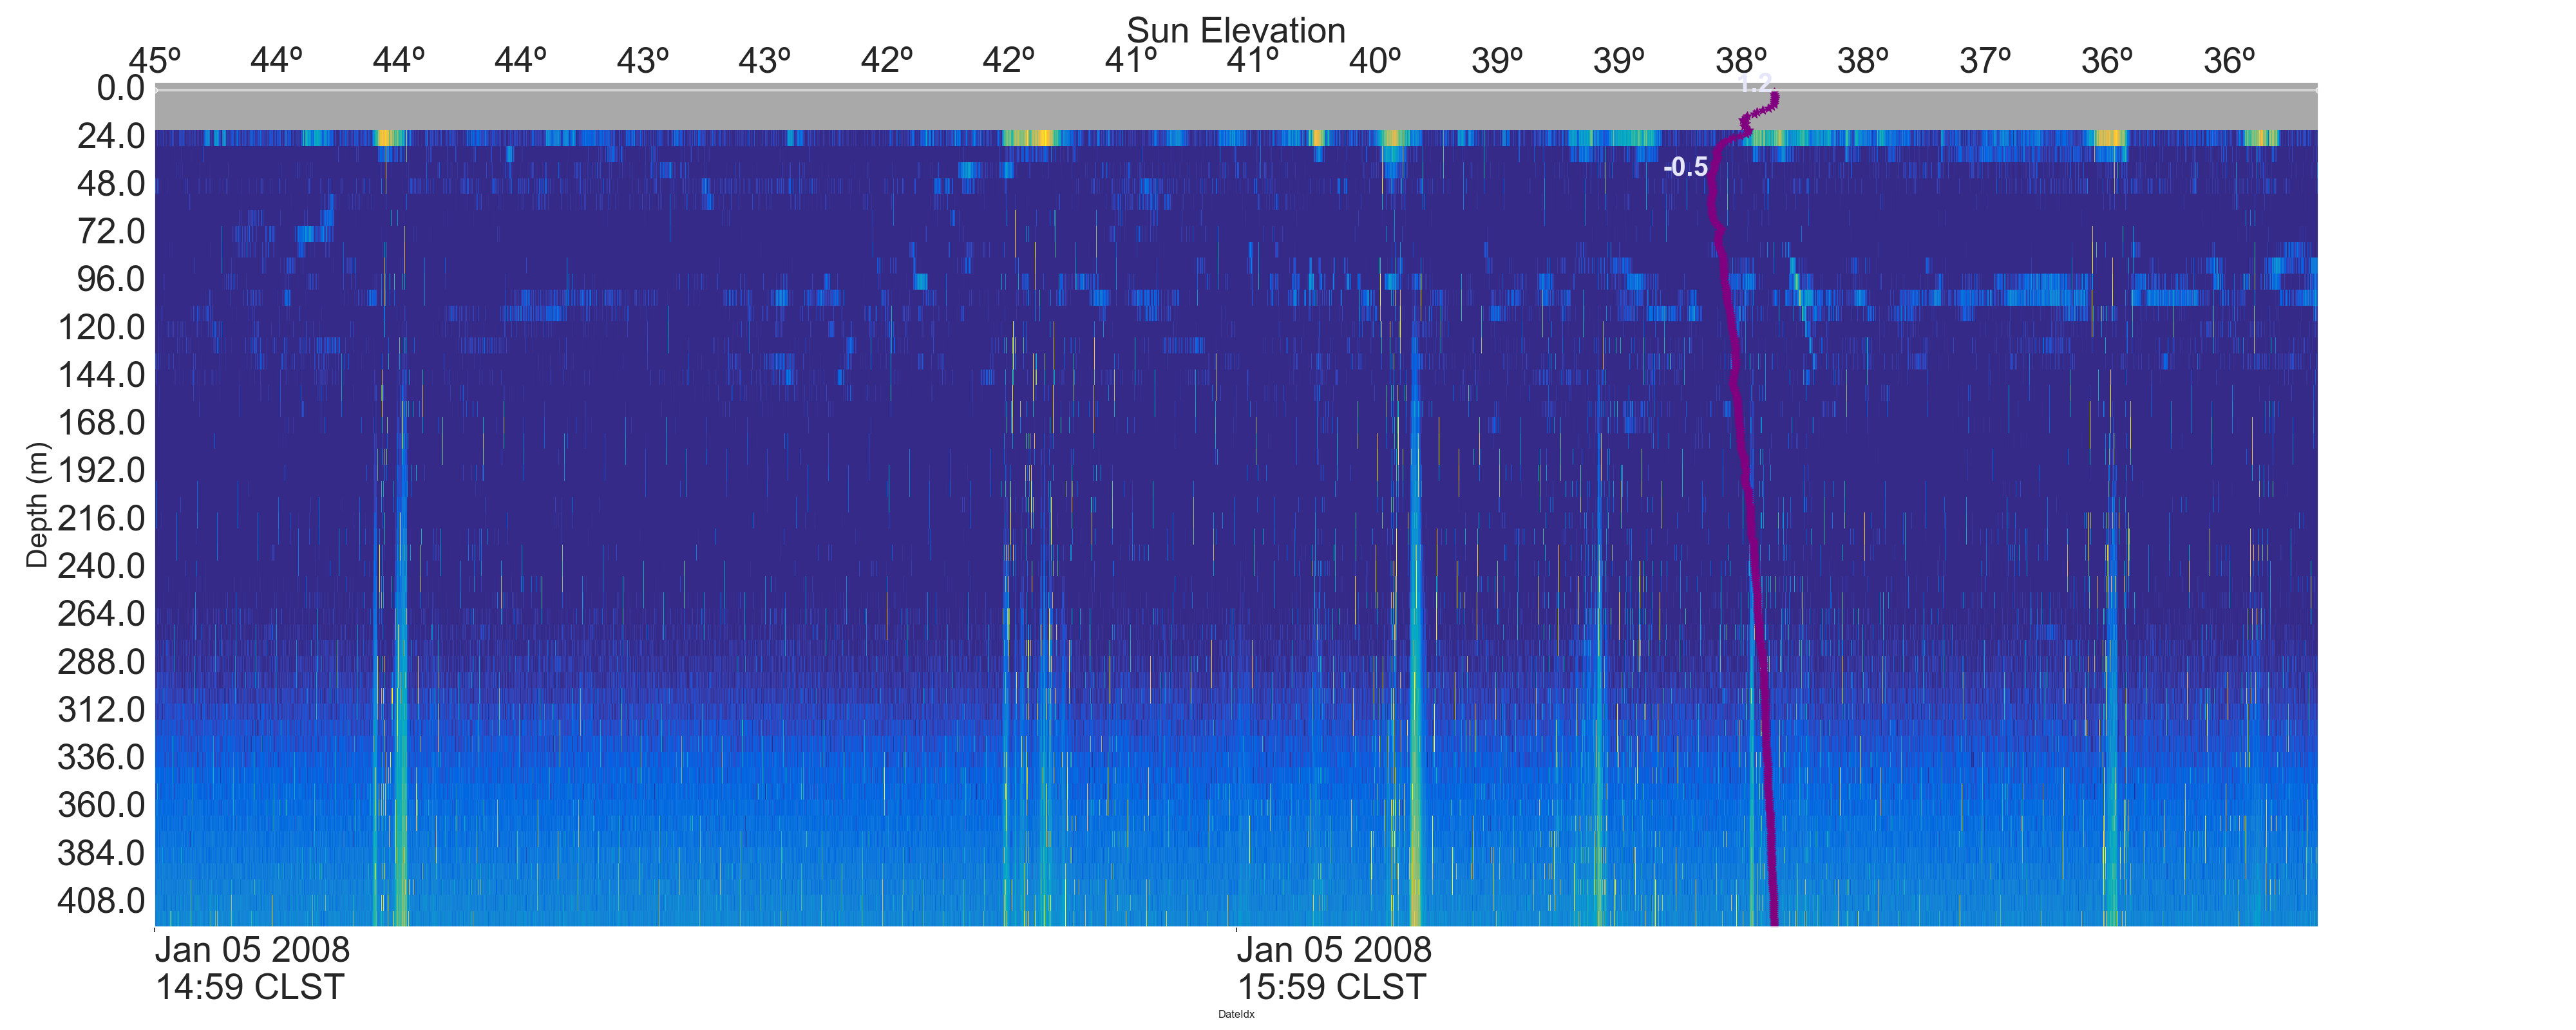 Sun Elevation
45º 44º 44º 44º 43º 43º 42º 42º 41º 41º 40º 39º 39º 38º 38º 37º 36º 36º
0.0
1.2
24.0
48.0
-0.5
72.0
96.0
120.0
144.0
168.0
192.0
216.0
240.0
264.0
288.0
312.0
336.0
360.0
384.0
408.0
Depth (m)
Jan 05 2008
14:59 CLST
Jan 05 2008
15:59 CLST
DateIdx